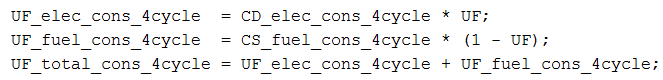 UF_elec_cons_4cycle = CD_elec_cons_4cycle * UF;
UF_fuel_cons_4cycle = CS_fuel_cons_4cycle * (1 - UF);
UF_total_cons_4cycle = UF_elec_cons_4cycle + UF_fuel_cons_4cycle;